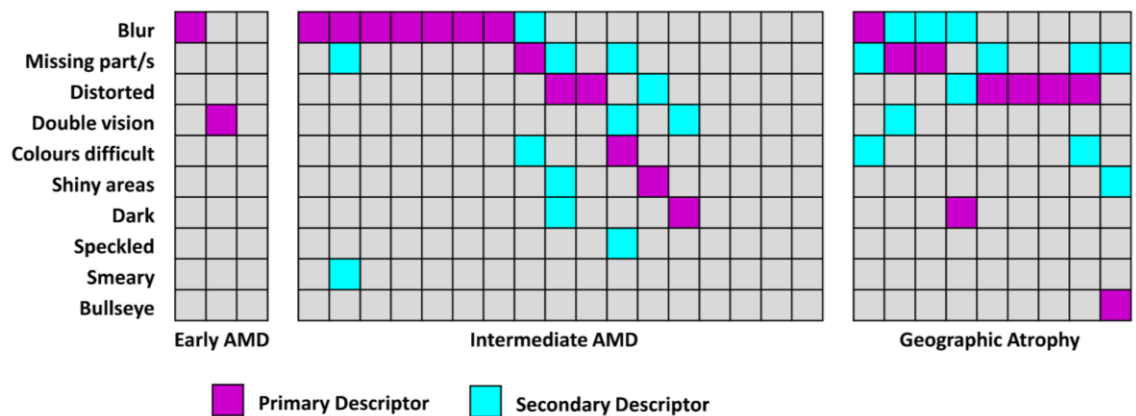 Blur
Missing part/s
Distorted
Double vision
Colours difficult
Shiny areas
Dark
Speckled
Smeary
Bullseye
Early AMD
Intermediate AMD
Geographic Atrophy
Primary Descriptor
Secondary Descriptor